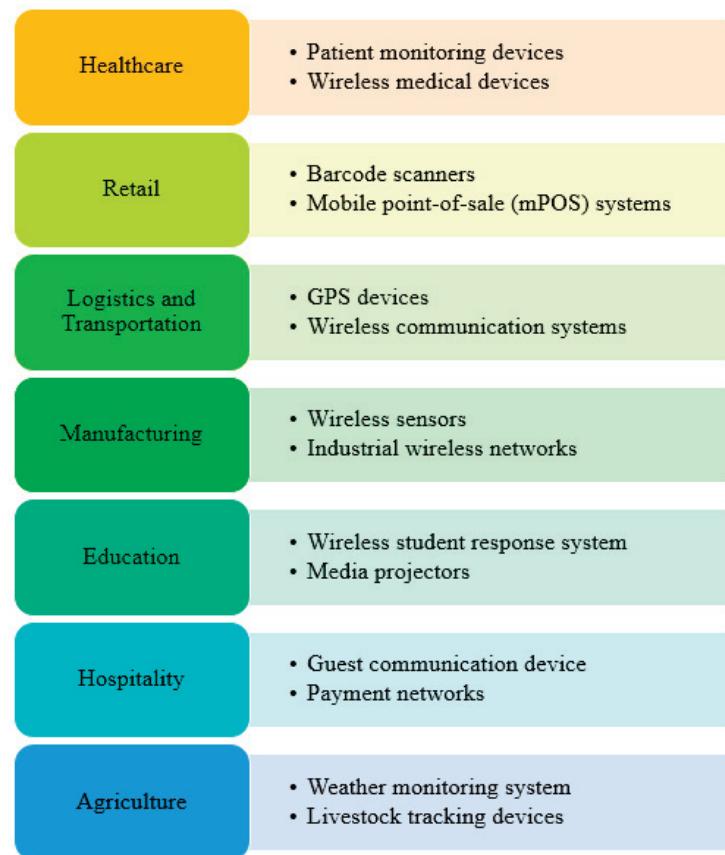 Healthcare
• Patient monitoring devices
• Wireless medical devices
Retail
• Barcode scanners
• Mobile point-of-sale (mPOS) systems
Logistics and
Transportation
• GPS devices
• Wireless communication systems
Manufacturing
• Wireless sensors
• Industrial wireless networks
Education
• Wireless student response system
• Media projectors
Hospitality
• Guest communication device
• Payment networks
Agriculture
• Weather monitoring system
• Livestock tracking devices